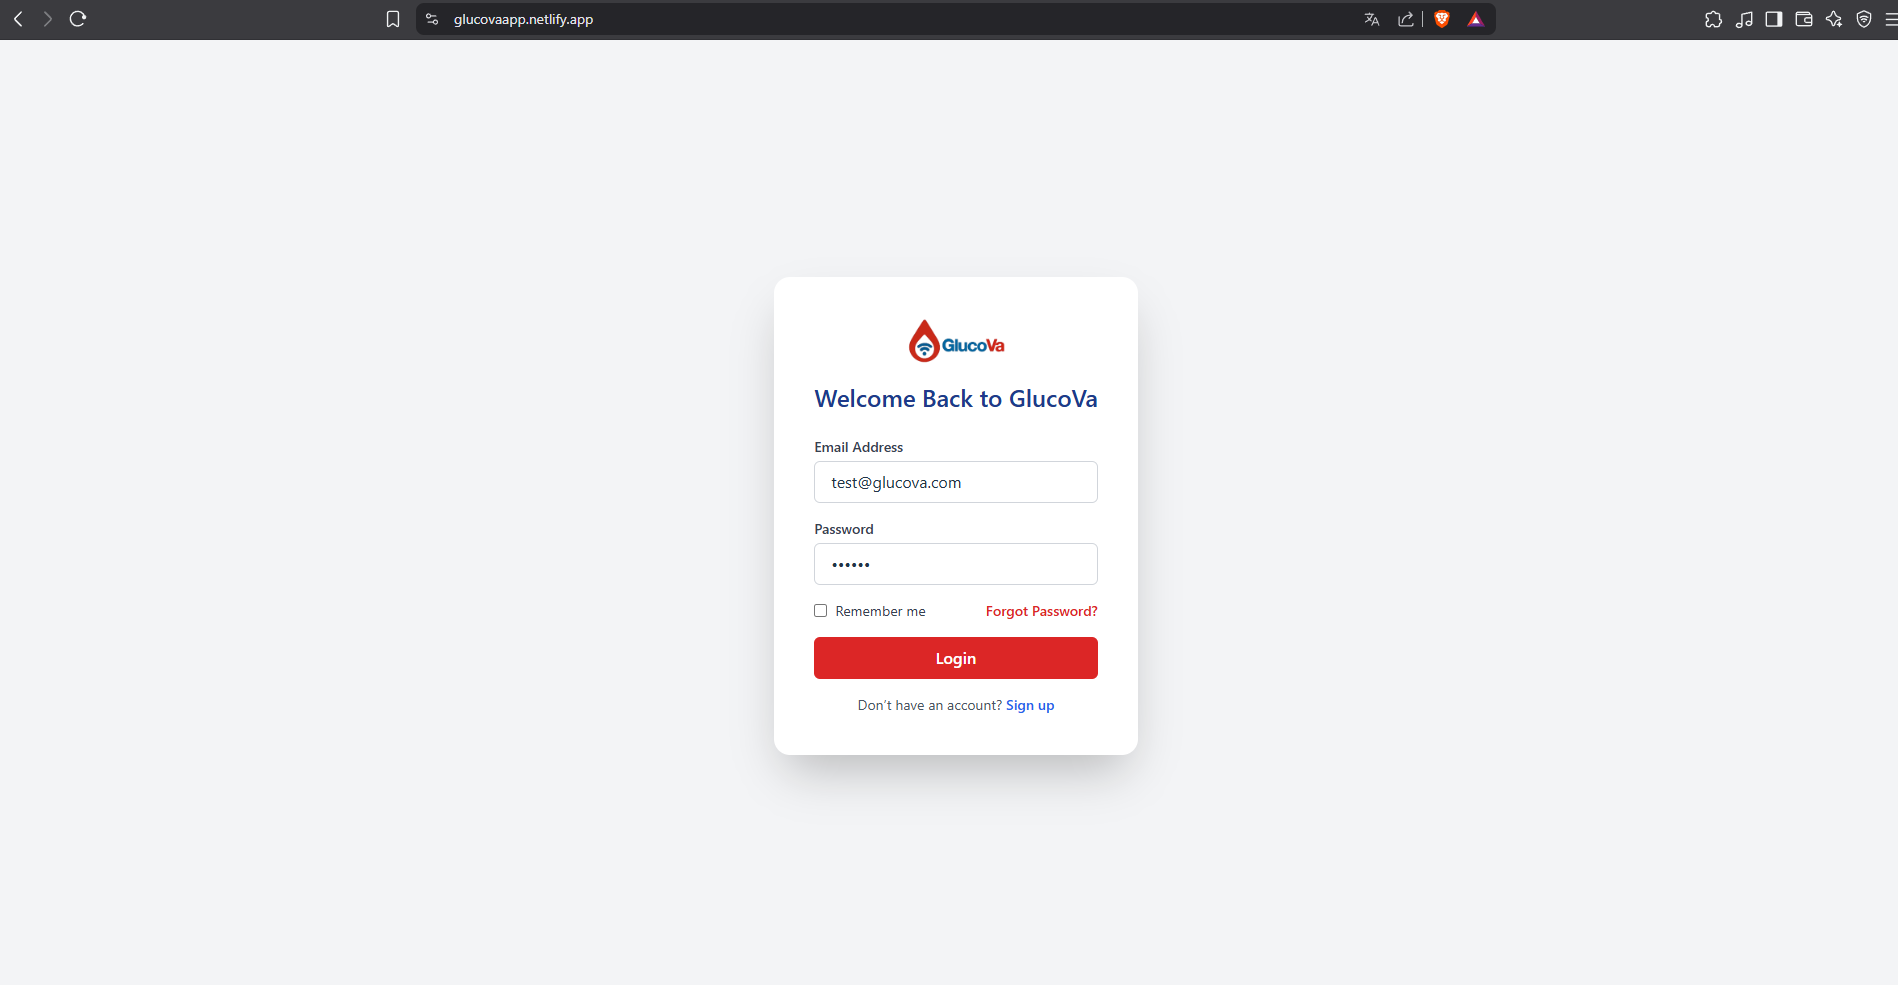 glucovaapp.netlify.app
GlucoVa
Welcome Back to GlucoVa
Email Address
test@glucova.com
Password
••••••
Remember me Forgot Password?
Login
Don't have an account? Sign up